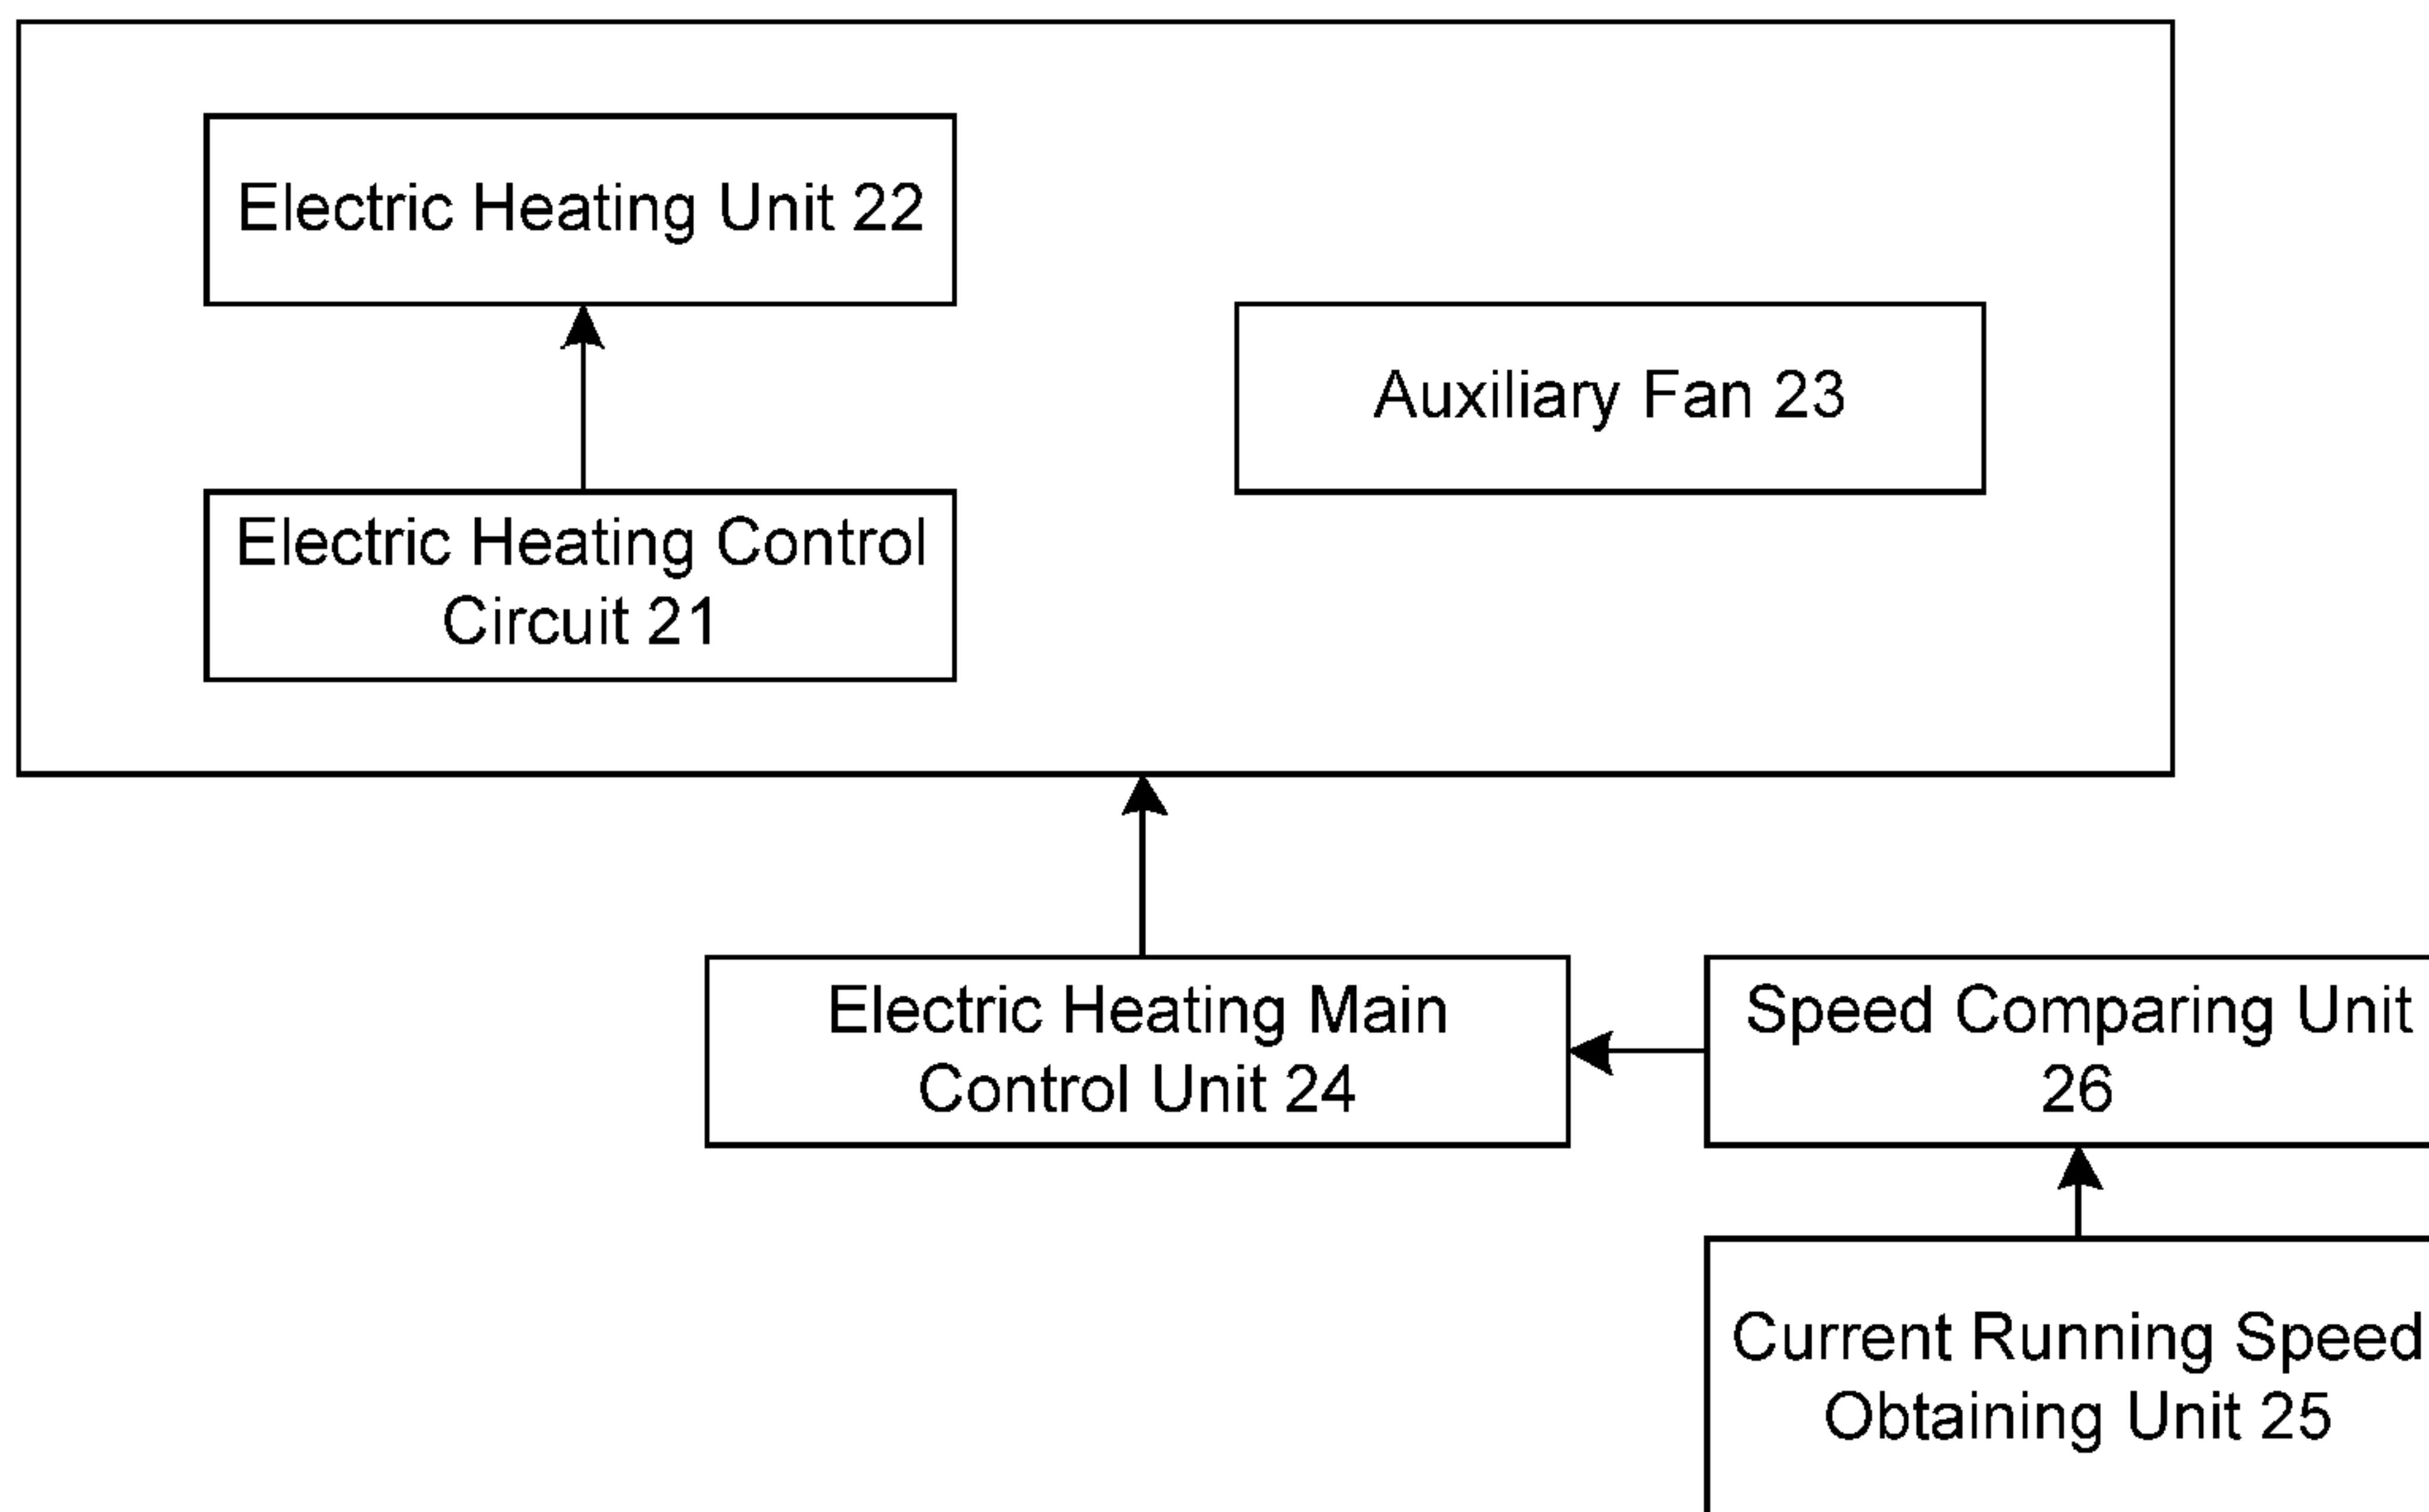 Electric Heating Unit 22
Auxiliary Fan 23
Electric Heating Control
Circuit 21
Electric Heating Main
Control Unit 24
Speed Comparing Unit
26
Current Running Speed
Obtaining Unit 25